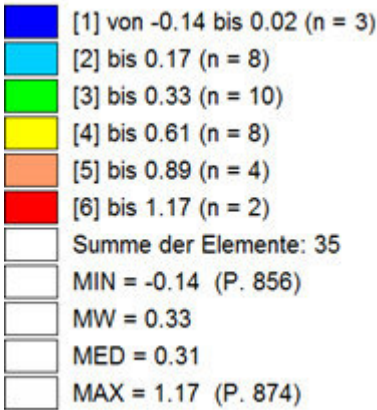 [1] von -0.14 bis 0.02 (n = 3)
[2] bis 0.17 (n = 8)
[3] bis 0.33 (n = 10)
[4] bis 0.61 (n = 8)
[5] bis 0.89 (n = 4)
[6] bis 1.17 (n = 2)
Summe der Elemente: 35
MIN = -0.14 (P. 856)
MW = 0.33
MED = 0.31
MAX = 1.17 (P. 874)